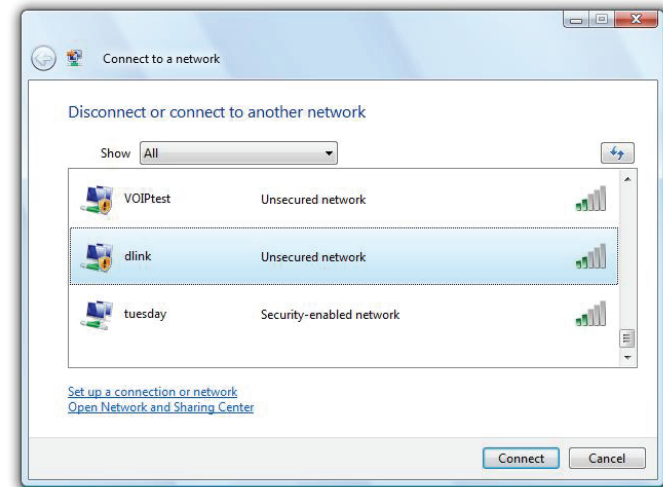 Connect to a network
Disconnect or connect to another network
Show All
VOIPtest Unsecured network
dlink Unsecured network
tuesday Security-enabled network
Set up a connection or network
Open Network and Sharing Center
Connect Cancel